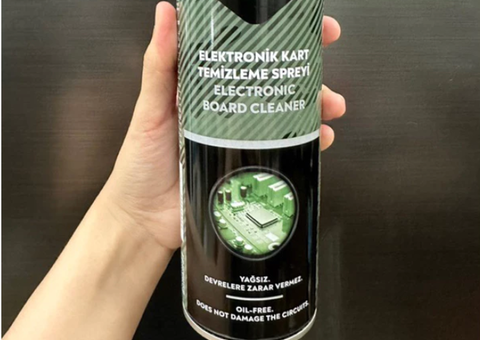 ELEKTRONİK KART
TEMİZLEME SPREYİ
ELECTRONIC
BOARD CLEANER
YAĞSIZ.
DEVRELERE ZARAR VERMEZ.
OIL-FREE.
DOES NOT DAMAGE THE CIRCUITS.